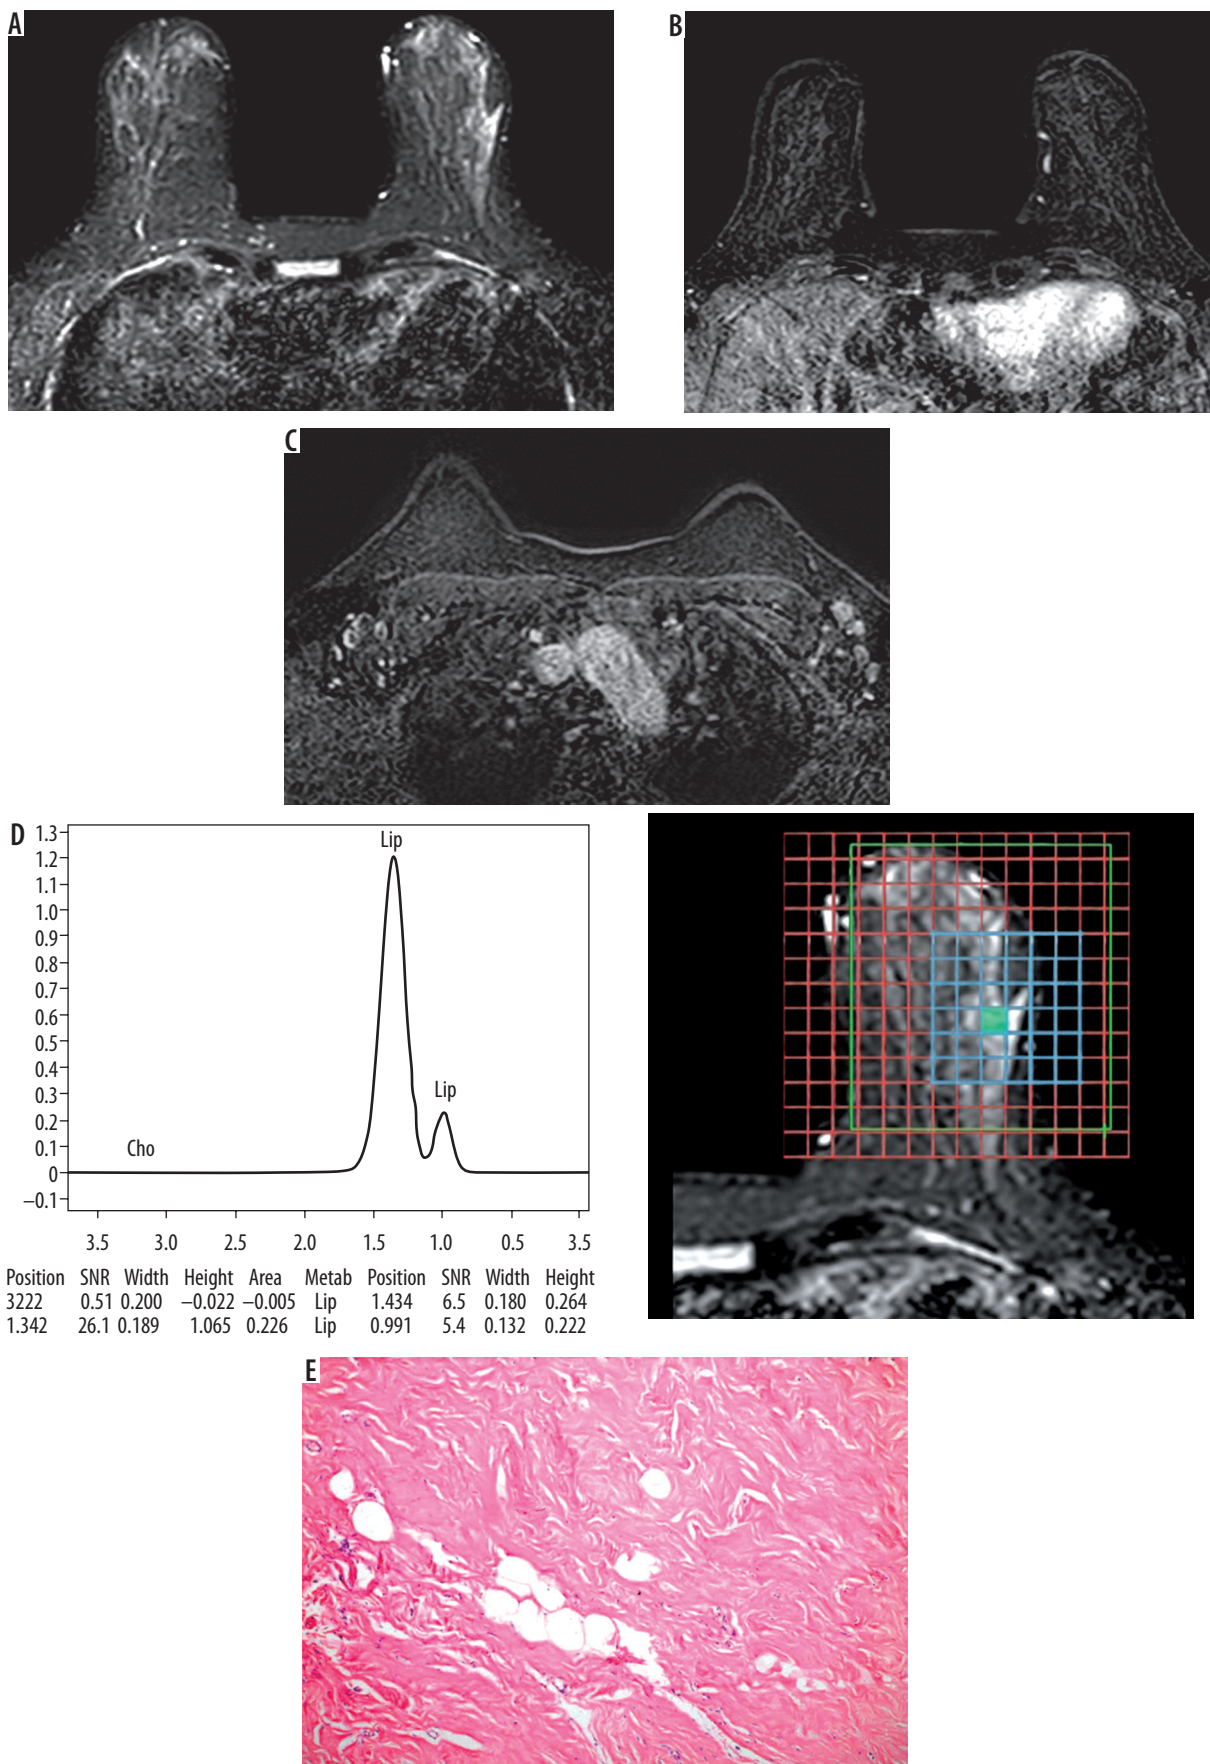 A
B
C
D
1.3
1.2
1.1
1.0
0.9
0.8
0.7
0.6
0.5
0.4
0.3
0.2
0.1
0
−0.1
Lip
Lip
Cho
3.5 3.0 2.5 2.0 1.5 1.0 0.5 3.5
Position SNR Width Height Area Metab Position SNR Width Height
3222 0.51 0.200 −0.022 −0.005 Lip 1.434 6.5 0.180 0.264
1.342 26.1 0.189 1.065 0.226 Lip 0.991 5.4 0.132 0.222
E